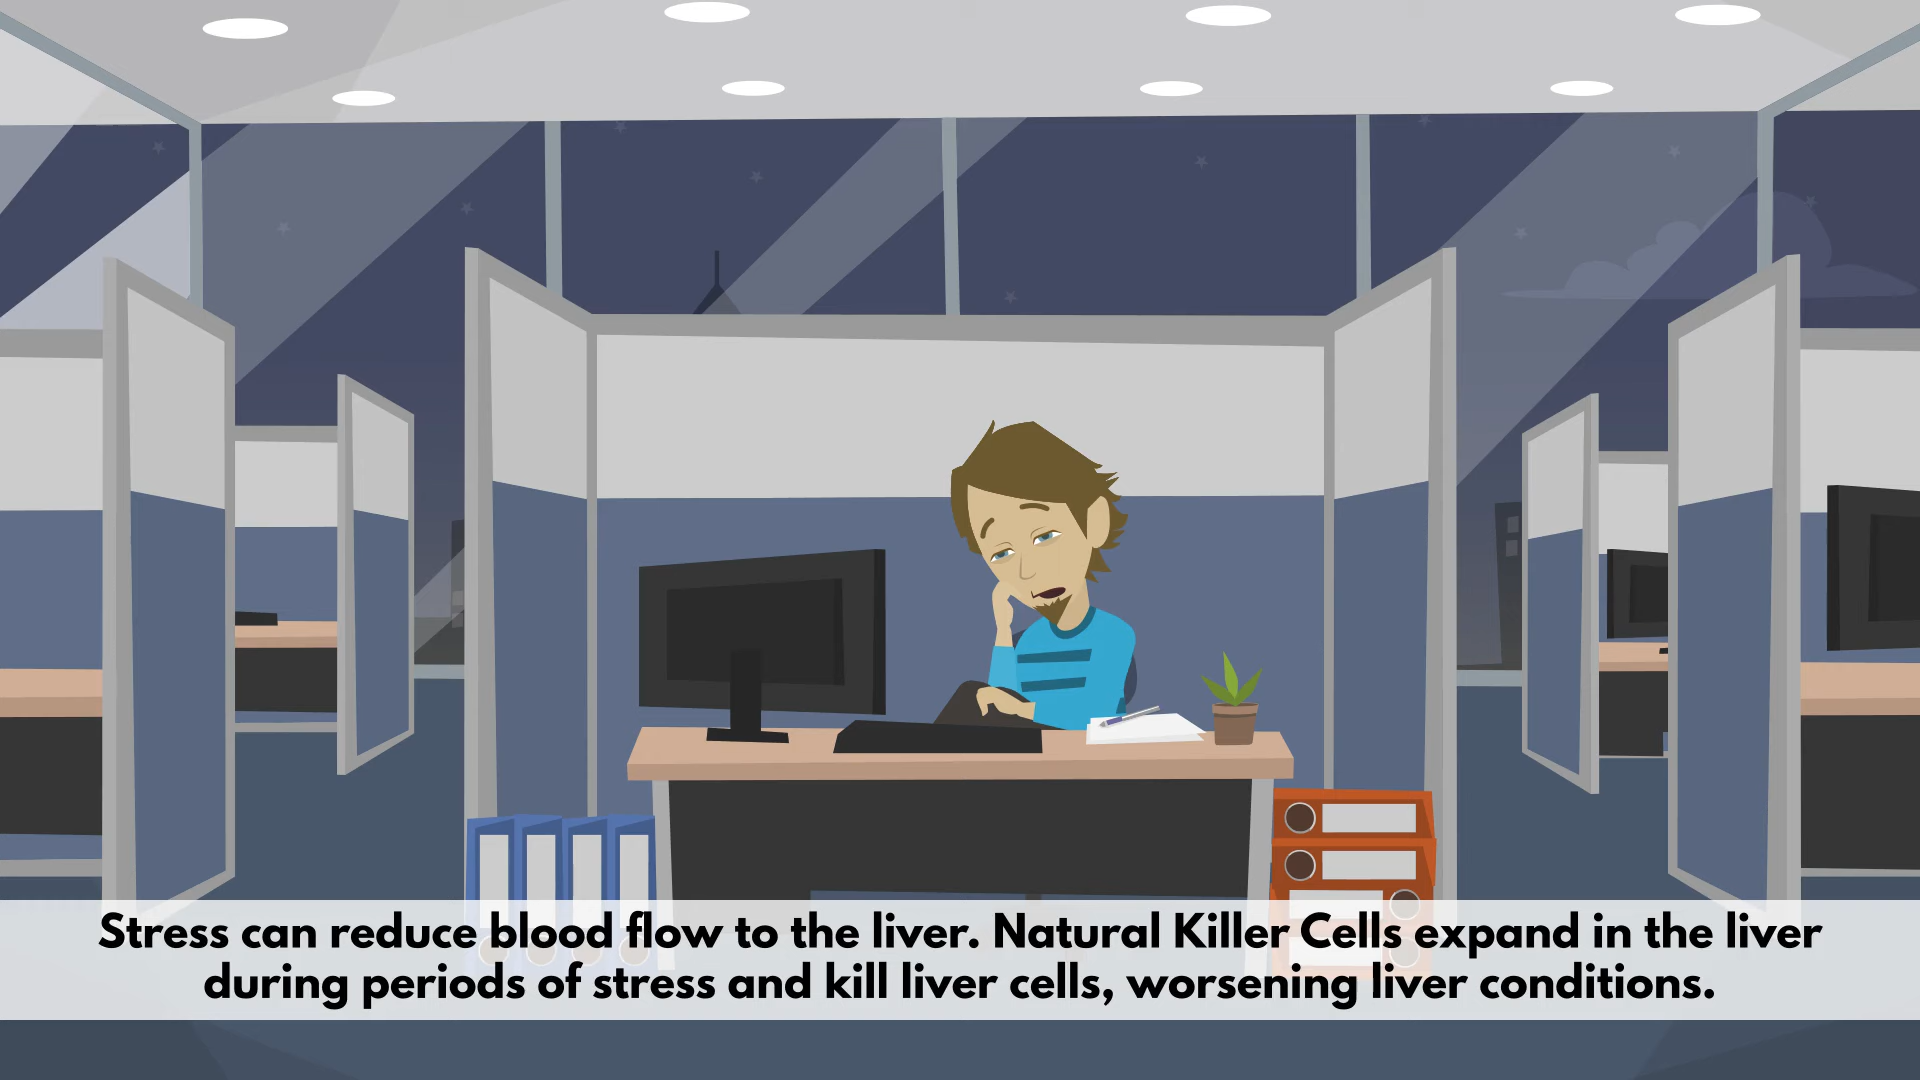 Stress can reduce blood flow to the liver. Natural Killer Cells expand in the liver
during periods of stress and kill liver cells, worsening liver conditions.